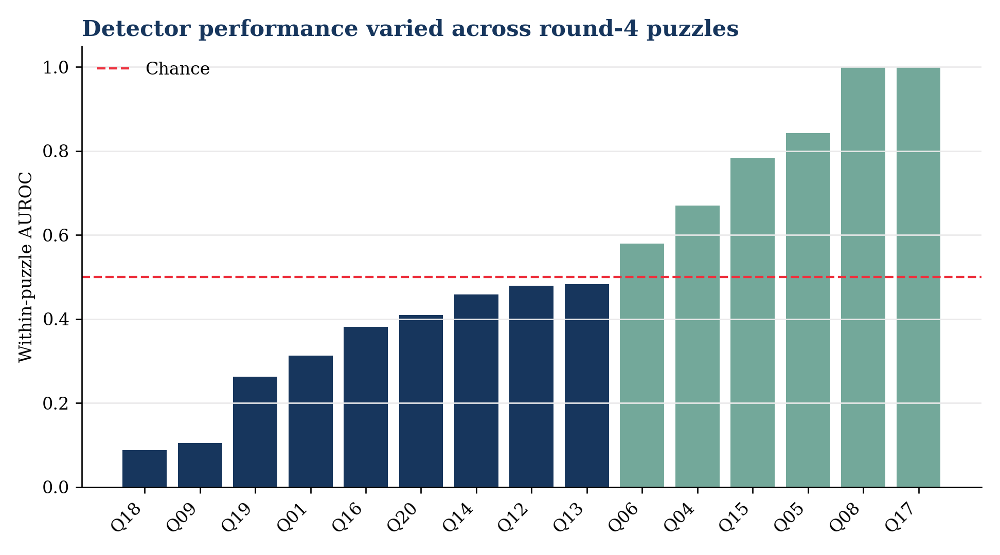 Detector performance varied across round-4 puzzles
Chance
Within-puzzle AUROC
1.0
0.8
0.6
0.4
0.2
0.0
Q18 Q09 Q19 Q01 Q16 Q20 Q14 Q12 Q13 Q06 Q04 Q15 Q05 Q08 Q17